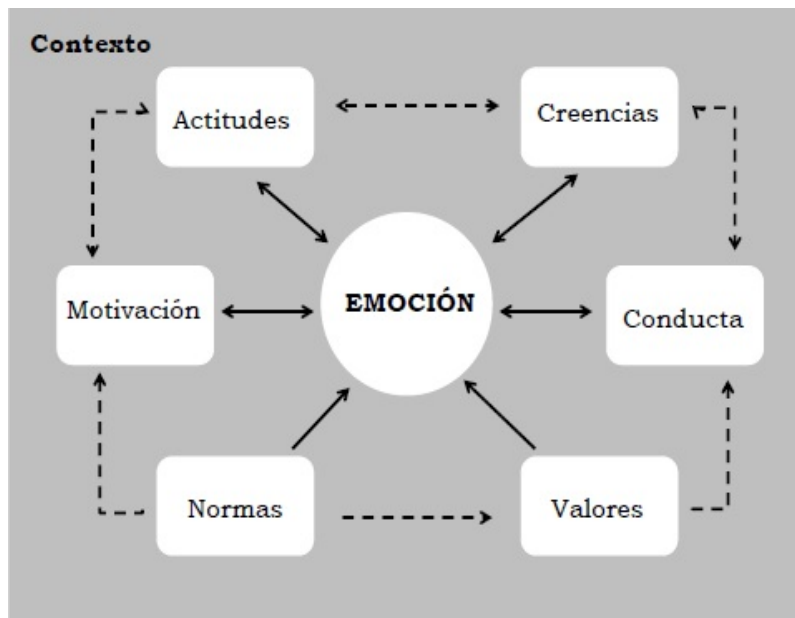 Contexto
Actitudes
Creencias
Motivación
EMOCIÓN
Conducta
Normas
Valores